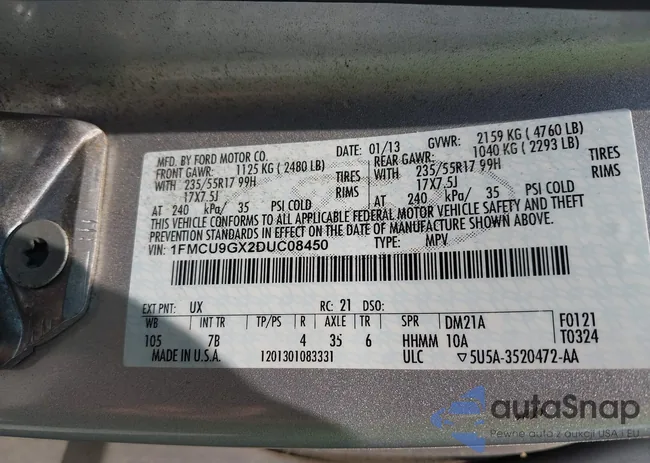 MFD. BY FORD MOTOR CO. DATE: 01/13 GVWR: 2159 KG ( 4760 LB)
FRONT GAWR: 1125 KG ( 2480 LB) REAR GAWR: 1040 KG ( 2293 LB)
WITH 235/55R17 99H TIRES WITH 235/55R17 99H TIRES
17X7.5J RIMS 17X7.5J RIMS
AT 240 kPa/ 35 PSI COLD AT 240 kPa/ 35 PSI COLD
THIS VEHICLE CONFORMS TO ALL APPLICABLE FEDERAL MOTOR VEHICLE SAFETY AND THEFT
PREVENTION STANDARDS IN EFFECT ON THE DATE OF MANUFACTURE SHOWN ABOVE.
VIN: 1FMCU9GX2DUC08450 TYPE: MPV
EXT PNT: UX RC: 21 DSO:
WB INT TR TP/PS R AXLE TR SPR DM21A F0121
105 7B 4 35 6 HHMM 10A T0324
MADE IN U.S.A. 1201301083331 ULC ▽5U5A-3520472-AA
autoSnap
Pewne auto z aukcji USA i EU